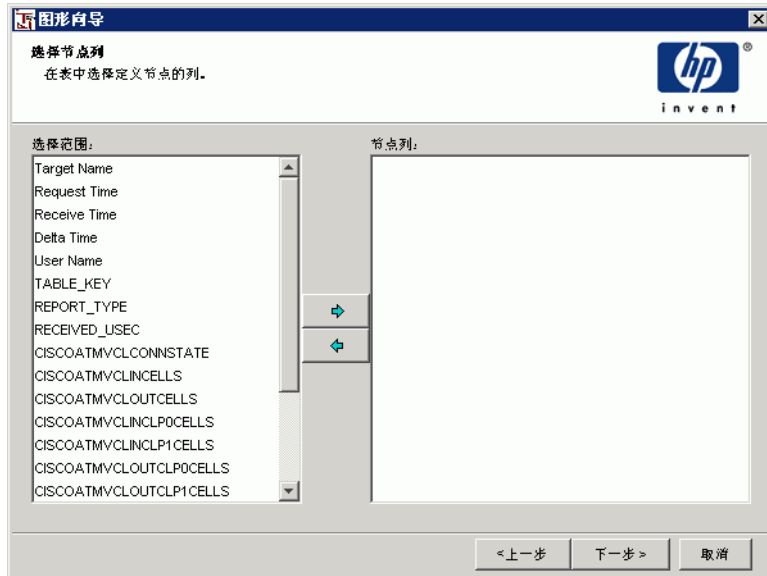 图形向导
选择节点列
在表中选择定义节点的列。
hp
®
invent
选择范围:
节点列:
Target Name
Request Time
Receive Time
Delta Time
User Name
TABLE_KEY
REPORT_TYPE
RECEIVED_USEC
CISCOATMVCLCONNSTATE
CISCOATMVCLINCELLS
CISCOATMVCLOUTCELLS
CISCOATMVCLINCLP0CELLS
CISCOATMVCLINCLP1CELLS
CISCOATMVCLOUTCLP0CELLS
CISCOATMVCLOUTCLP1CELLS
<上一步
下一步>
取消